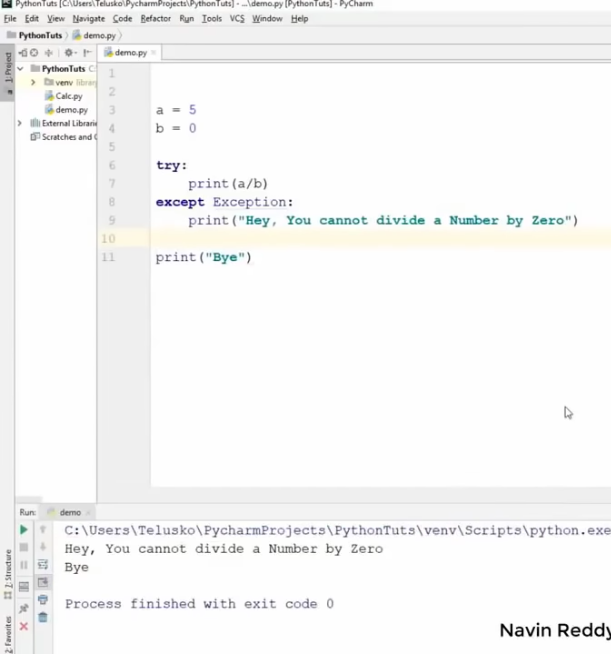 PythonTuts [C:\Users\Telusko\PycharmProjects\PythonTuts] - ...\demo.py [PythonTuts] - PyCharm
File Edit View Navigate Code Refactor Run Tools VCS Window Help
PythonTuts demo.py
1: Project
demo.py
PythonTuts C:
venv library
Calc.py
demo.py
External Librarie
Scratches and C
1
2
3 a = 5
4 b = 0
5
6 try:
7 print(a/b)
8 except Exception:
9 print("Hey, You cannot divide a Number by Zero")
10
11 print("Bye")
Run: demo
C:\Users\Telusko\PycharmProjects\PythonTuts\venv\Scripts\python.exe
Hey, You cannot divide a Number by Zero
Bye
Process finished with exit code 0
Z: Structure
2: Favorites
Navin Reddy